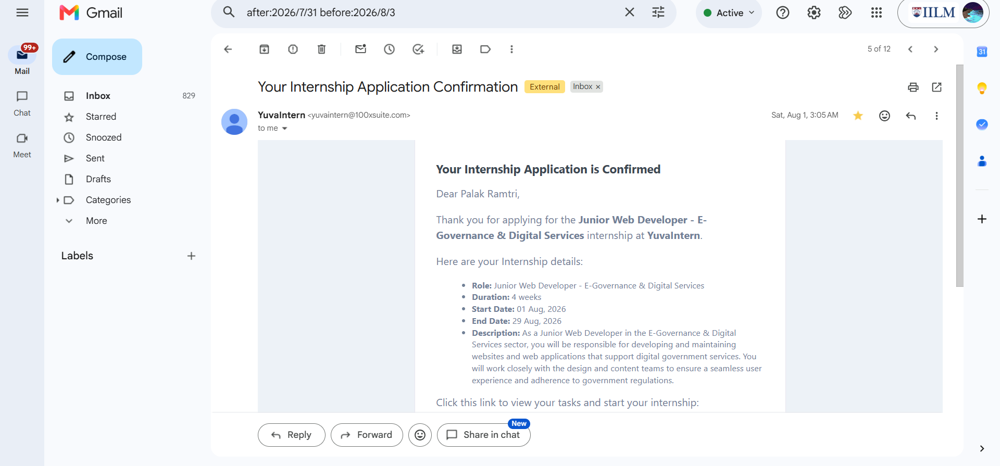 Gmail
after:2026/7/31 before:2026/8/3
Active
IILM
99+
Mail
Chat
Meet
Compose
Inbox 829
Starred
Snoozed
Sent
Drafts
Categories
More
Labels
5 of 12
31
Your Internship Application Confirmation External Inbox ×
YuvaIntern <yuvaintern@100xsuite.com> Sat, Aug 1, 3:05 AM
to me
Your Internship Application is Confirmed
Dear Palak Ramtri,
Thank you for applying for the Junior Web Developer - E-
Governance & Digital Services internship at YuvaIntern.
Here are your Internship details:
• Role: Junior Web Developer - E-Governance & Digital Services
• Duration: 4 weeks
• Start Date: 01 Aug, 2026
• End Date: 29 Aug, 2026
• Description: As a Junior Web Developer in the E-Governance & Digital
Services sector, you will be responsible for developing and maintaining
websites and web applications that support digital government services. You
will work closely with the design and content teams to ensure a seamless user
experience and adherence to government regulations.
Click this link to view your tasks and start your internship:
Reply
Forward
Share in chat
New